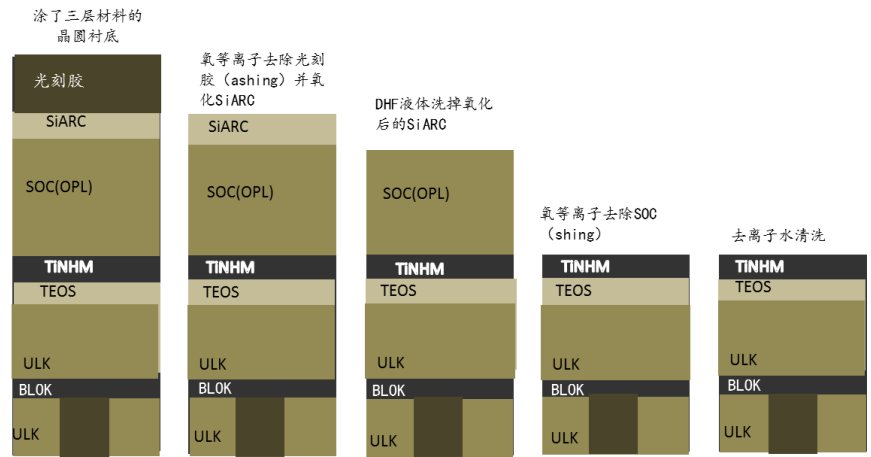 涂了三层材料的
晶圆衬底
光刻胶
SiARC
SOC(OPL)
TiNHM
TEOS
ULK
BLOK
ULK
氧等离子去除光刻
胶（ashing）并氧
化SiARC
SiARC
SOC(OPL)
TiNHM
TEOS
ULK
BLOK
ULK
DHF液体洗掉氧化
后的SiARC
SOC(OPL)
TiNHM
TEOS
ULK
BLOK
ULK
氧等离子去除SOC
（shing）
TiNHM
TEOS
ULK
BLOK
ULK
去离子水清洗
TiNHM
TEOS
ULK
BLOK
ULK